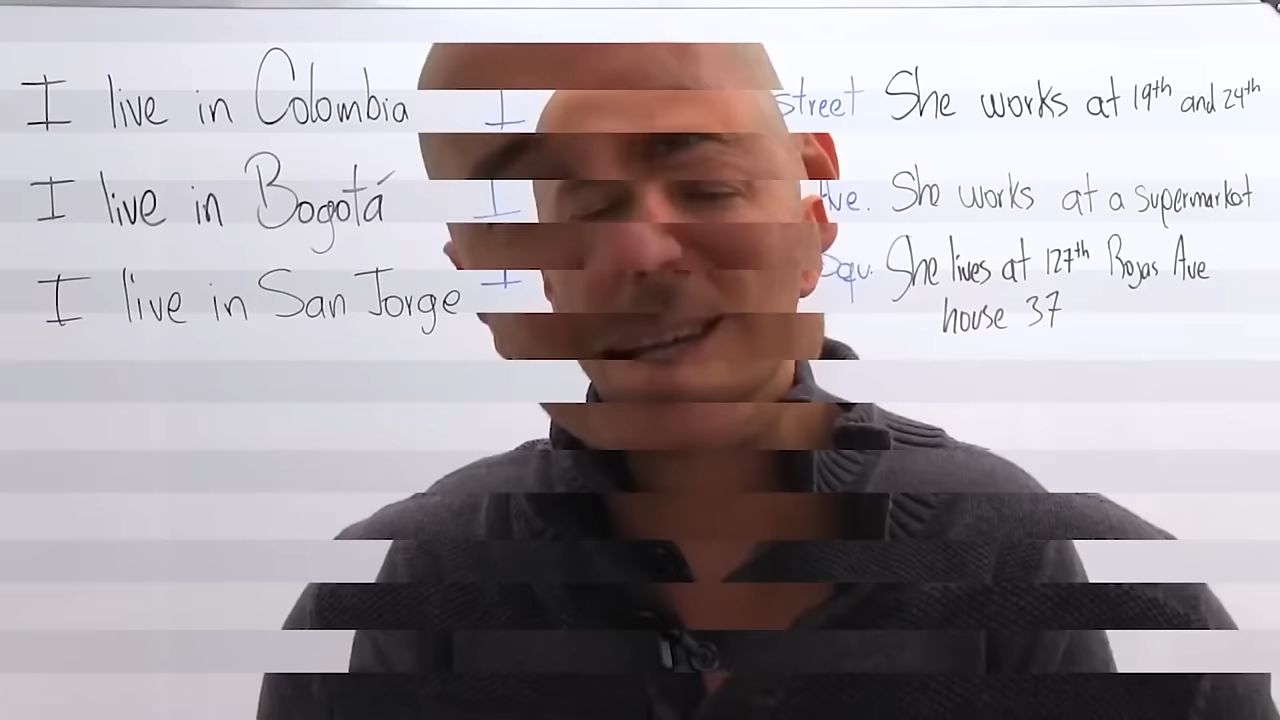 I live in Colombia
I live in Bogotá
I live in San Jorge
I
I
I
street
Ave.
Squ.
She works at 19th and 24th
She works at a supermarkot
She lives at 127th Rojas Ave
house 37